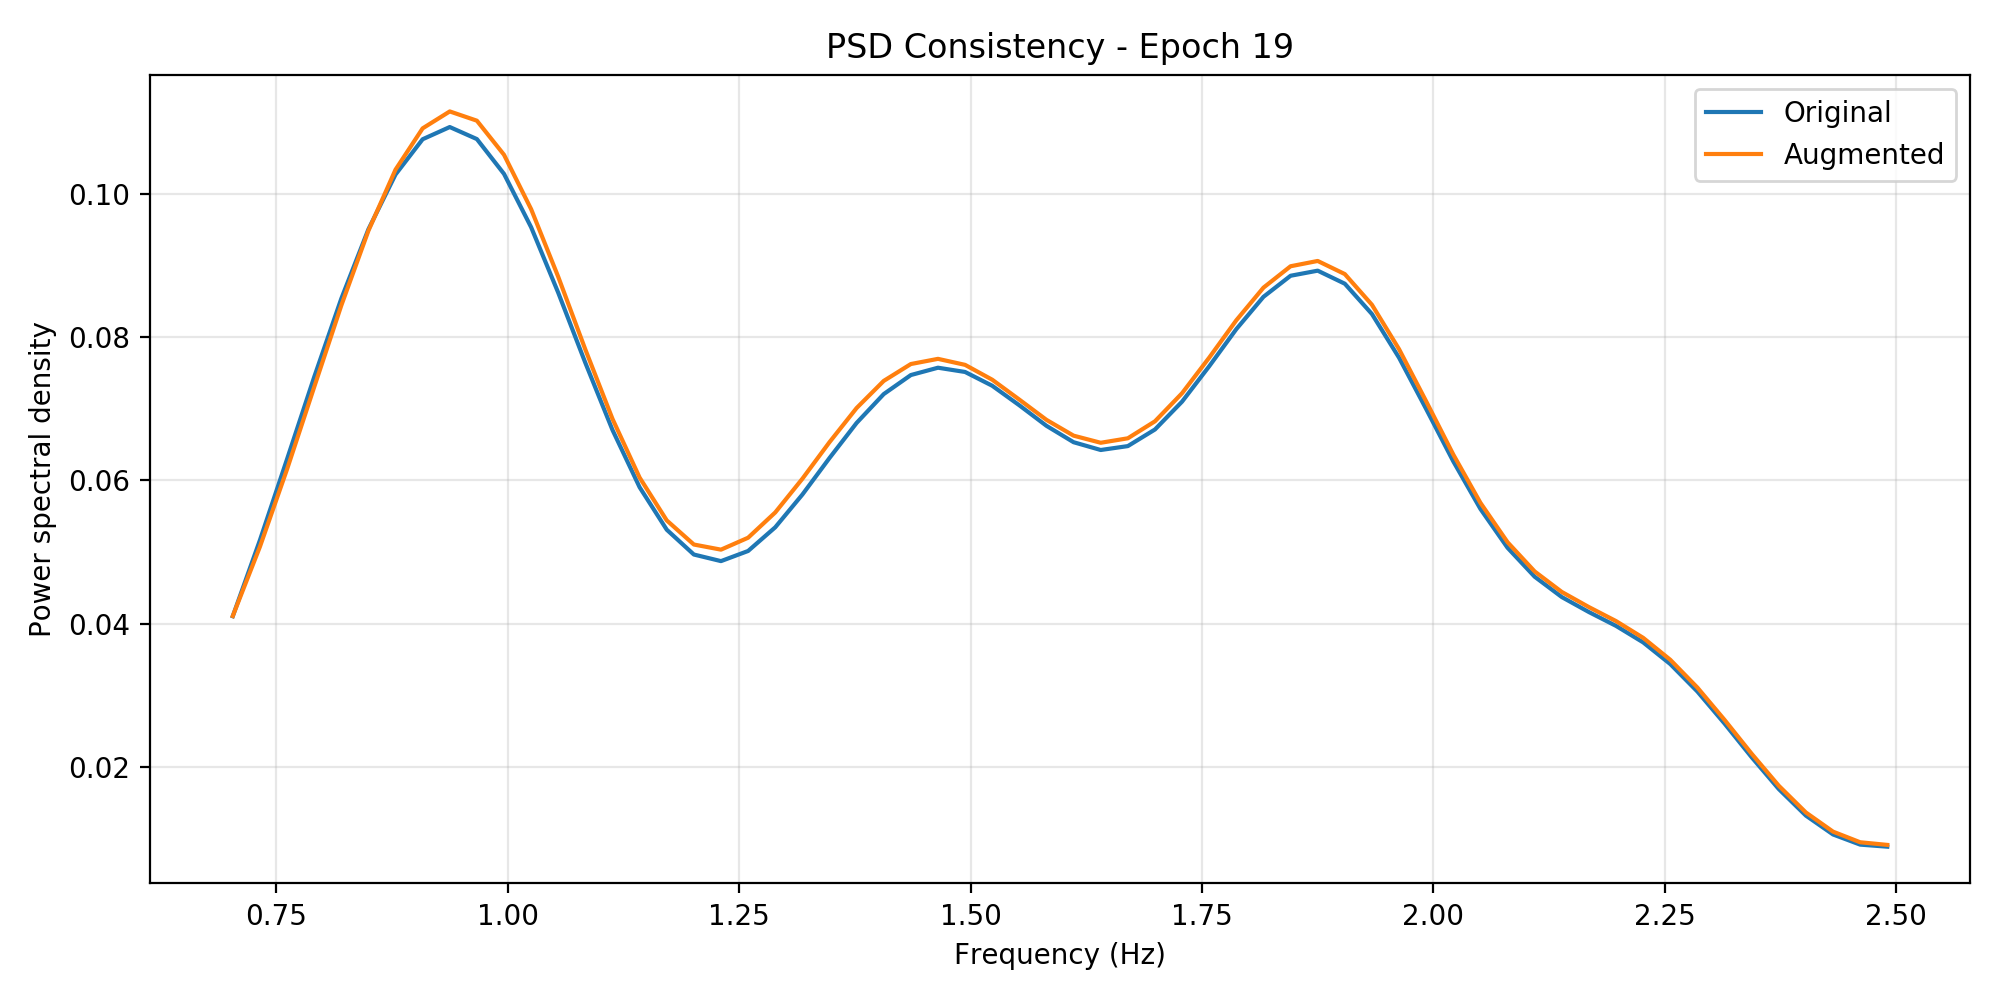 PSD Consistency - Epoch 19
Original
Augmented
Power spectral density
0.10
0.08
0.06
0.04
0.02
0.75 1.00 1.25 1.50 1.75 2.00 2.25 2.50
Frequency (Hz)